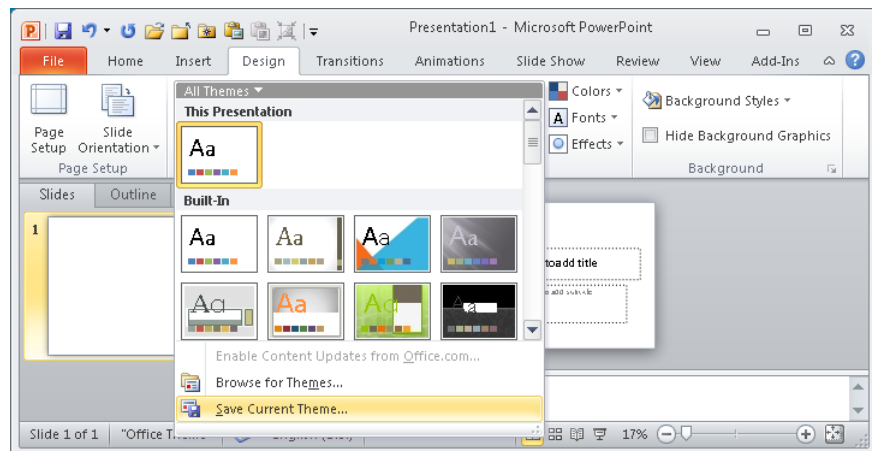 Presentation1 - Microsoft PowerPoint
File Home Insert Design Transitions Animations Slide Show Review View Add-Ins
All Themes
This Presentation
Aa
Built-In
Aa Aa Aa Aa
Aa Aa Aa Aa
Enable Content Updates from Office.com...
Browse for Themes...
Save Current Theme...
Page Setup
Slide Orientation
Page Setup
Colors
Fonts
Effects
Background Styles
Hide Background Graphics
Background
Slides Outline
1
to add title
Slide 1 of 1 "Office 17%